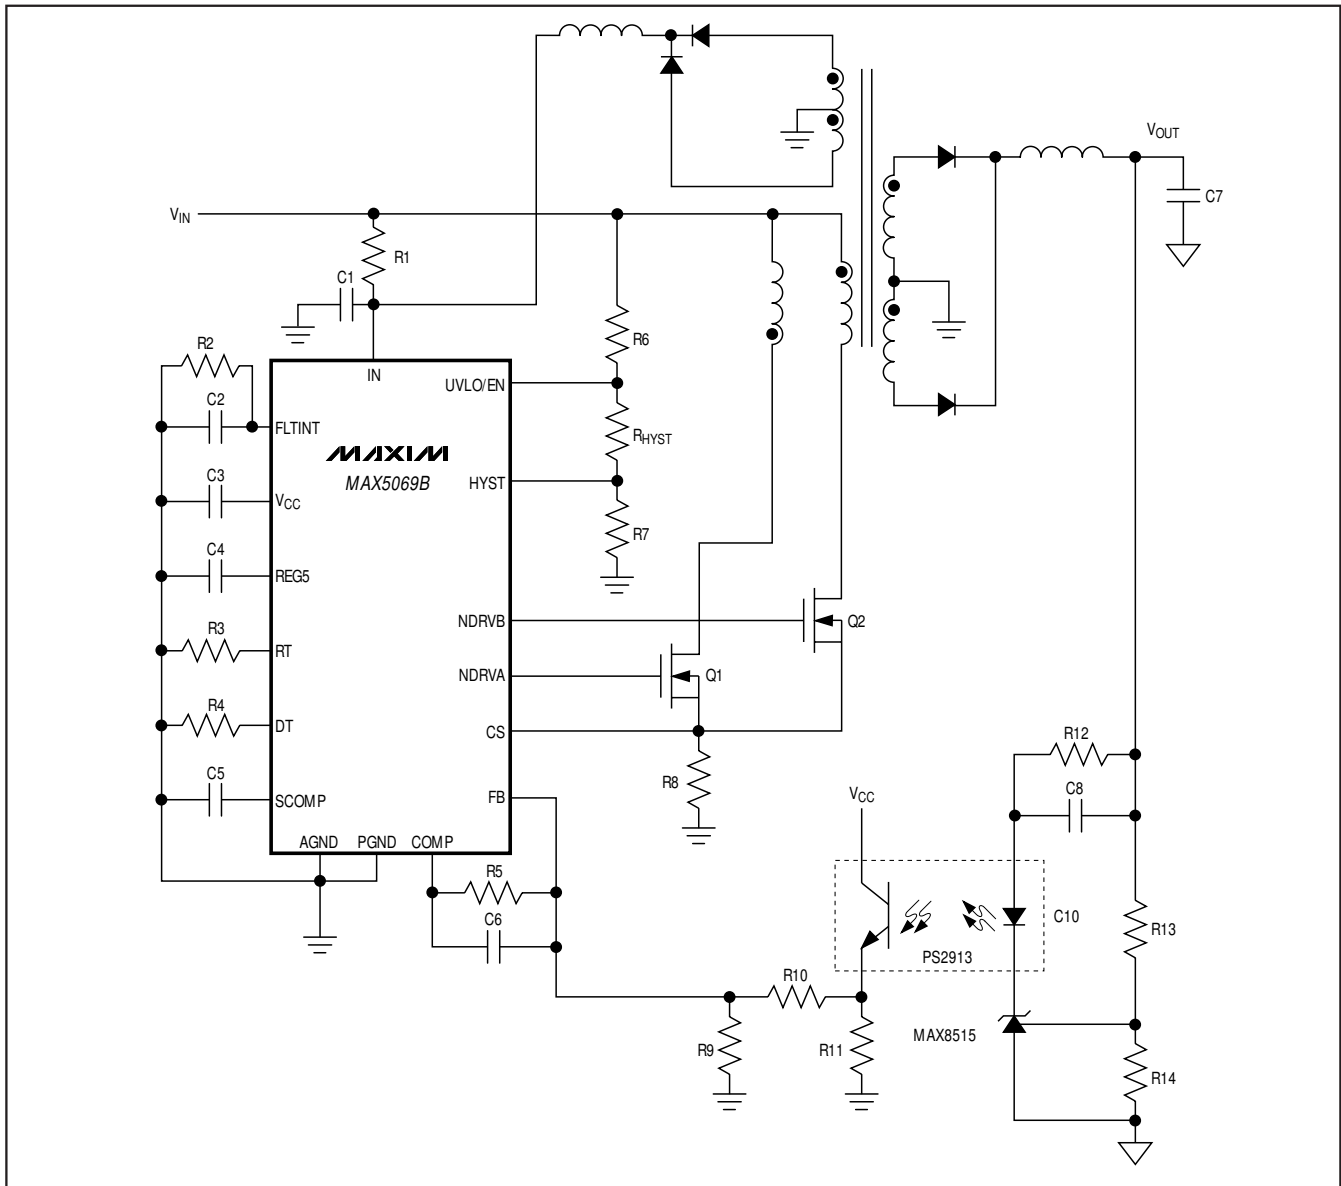 VOUT
C7
VIN
R1
C1
R6
R2
IN
UVLO/EN
C2
FLTINT
RHYST
MAXIM
MAX5069B
C3
VCC
HYST
R7
C4
REG5
NDRVB
Q2
R3
RT
NDRVA
Q1
R4
DT
CS
R12
R8
C5
SCOMP
FB
VCC
C8
AGND
PGND
COMP
R5
C6
C10
R13
PS2913
R10
MAX8515
R9
R11
R14